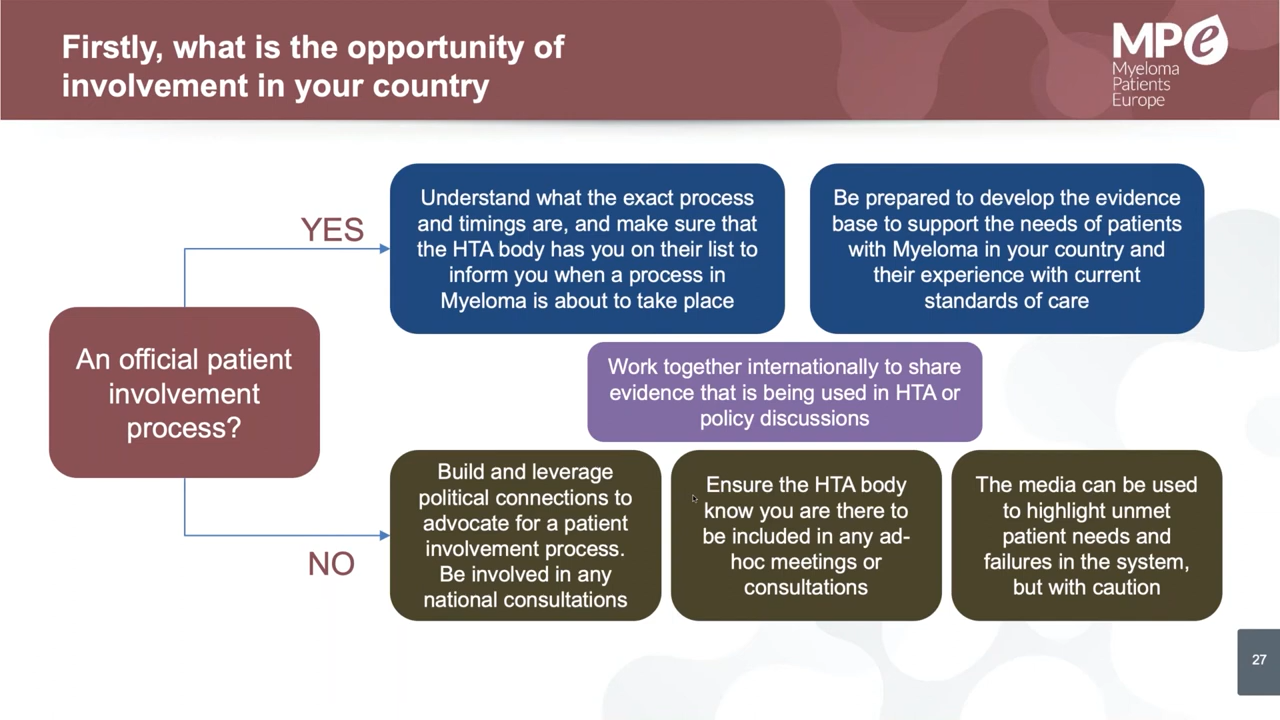 Firstly, what is the opportunity of
involvement in your country
MPe
Myeloma
Patients
Europe
YES
Understand what the exact process
and timings are, and make sure that
the HTA body has you on their list to
inform you when a process in
Myeloma is about to take place
Be prepared to develop the evidence
base to support the needs of patients
with Myeloma in your country and
their experience with current
standards of care
An official patient
involvement
process?
Work together internationally to share
evidence that is being used in HTA or
policy discussions
NO
Build and leverage
political connections to
advocate for a patient
involvement process.
Be involved in any
national consultations
Ensure the HTA body
know you are there to
be included in any ad-
hoc meetings or
consultations
The media can be used
to highlight unmet
patient needs and
failures in the system,
but with caution
27